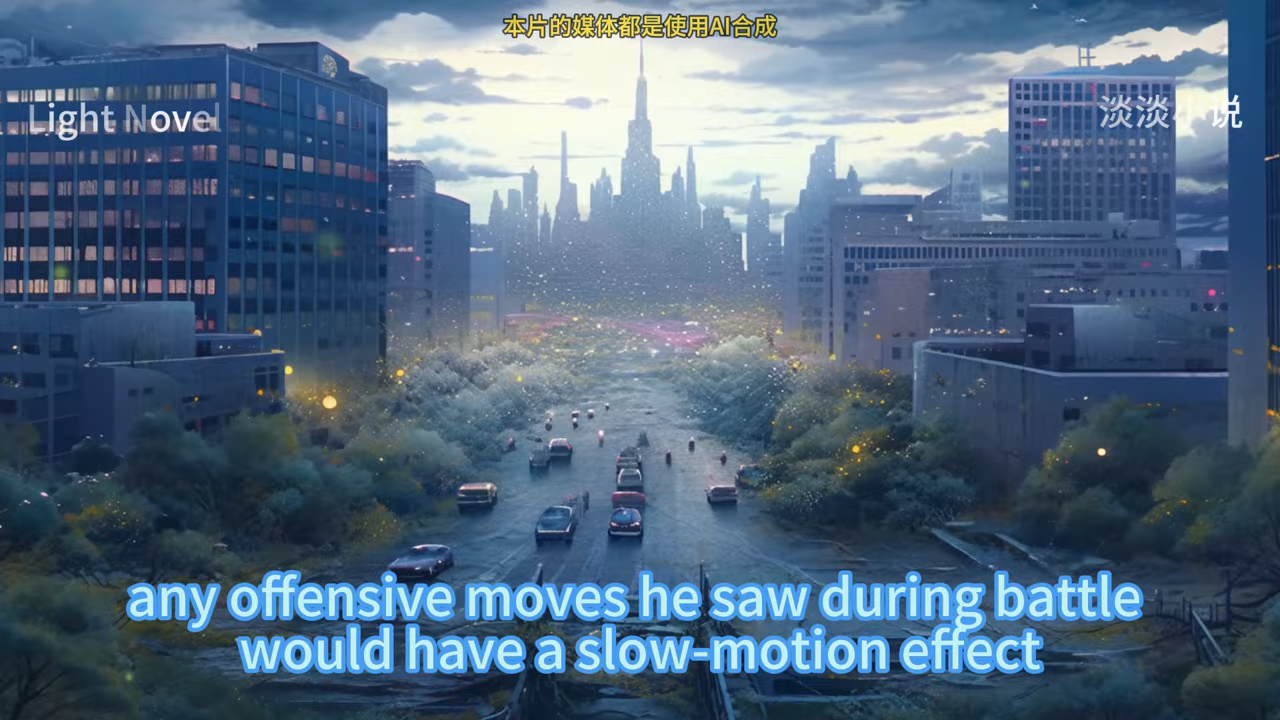 本片的媒体都是使用AI合成
Light Novel
淡淡小说
any offensive moves he saw during battle
would have a slow-motion effect